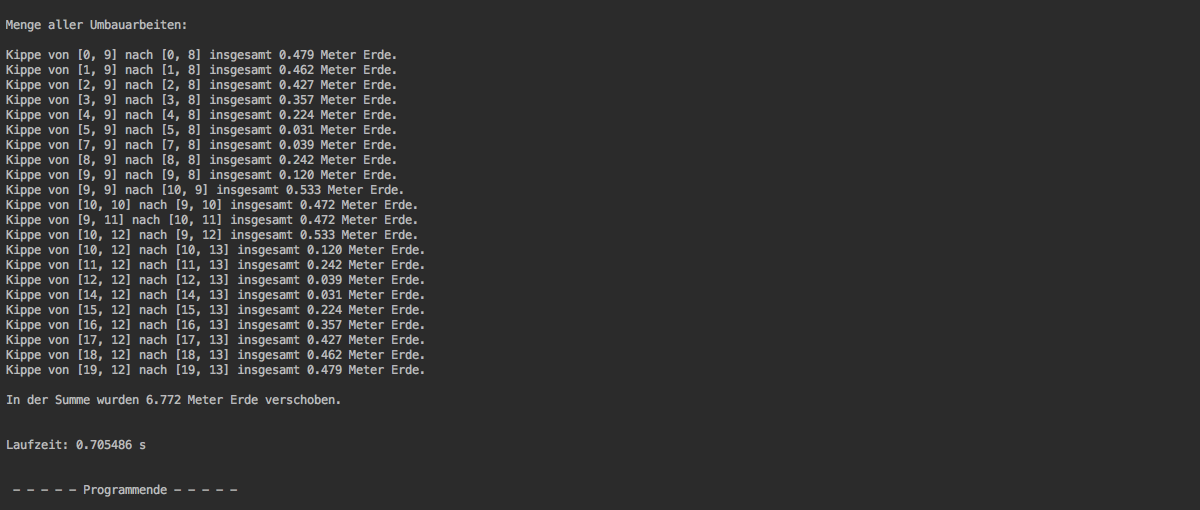 Menge aller Umbauarbeiten:
Kippe von [0, 9] nach [0, 8] insgesamt 0.479 Meter Erde.
Kippe von [1, 9] nach [1, 8] insgesamt 0.462 Meter Erde.
Kippe von [2, 9] nach [2, 8] insgesamt 0.427 Meter Erde.
Kippe von [3, 9] nach [3, 8] insgesamt 0.357 Meter Erde.
Kippe von [4, 9] nach [4, 8] insgesamt 0.224 Meter Erde.
Kippe von [5, 9] nach [5, 8] insgesamt 0.031 Meter Erde.
Kippe von [7, 9] nach [7, 8] insgesamt 0.039 Meter Erde.
Kippe von [8, 9] nach [8, 8] insgesamt 0.242 Meter Erde.
Kippe von [9, 9] nach [9, 8] insgesamt 0.120 Meter Erde.
Kippe von [9, 9] nach [10, 9] insgesamt 0.533 Meter Erde.
Kippe von [10, 10] nach [9, 10] insgesamt 0.472 Meter Erde.
Kippe von [9, 11] nach [10, 11] insgesamt 0.472 Meter Erde.
Kippe von [10, 12] nach [9, 12] insgesamt 0.533 Meter Erde.
Kippe von [10, 12] nach [10, 13] insgesamt 0.120 Meter Erde.
Kippe von [11, 12] nach [11, 13] insgesamt 0.242 Meter Erde.
Kippe von [12, 12] nach [12, 13] insgesamt 0.039 Meter Erde.
Kippe von [14, 12] nach [14, 13] insgesamt 0.031 Meter Erde.
Kippe von [15, 12] nach [15, 13] insgesamt 0.224 Meter Erde.
Kippe von [16, 12] nach [16, 13] insgesamt 0.357 Meter Erde.
Kippe von [17, 12] nach [17, 13] insgesamt 0.427 Meter Erde.
Kippe von [18, 12] nach [18, 13] insgesamt 0.462 Meter Erde.
Kippe von [19, 12] nach [19, 13] insgesamt 0.479 Meter Erde.
In der Summe wurden 6.772 Meter Erde verschoben.
Laufzeit: 0.705486 s
– – – – – Programmende – – – – –